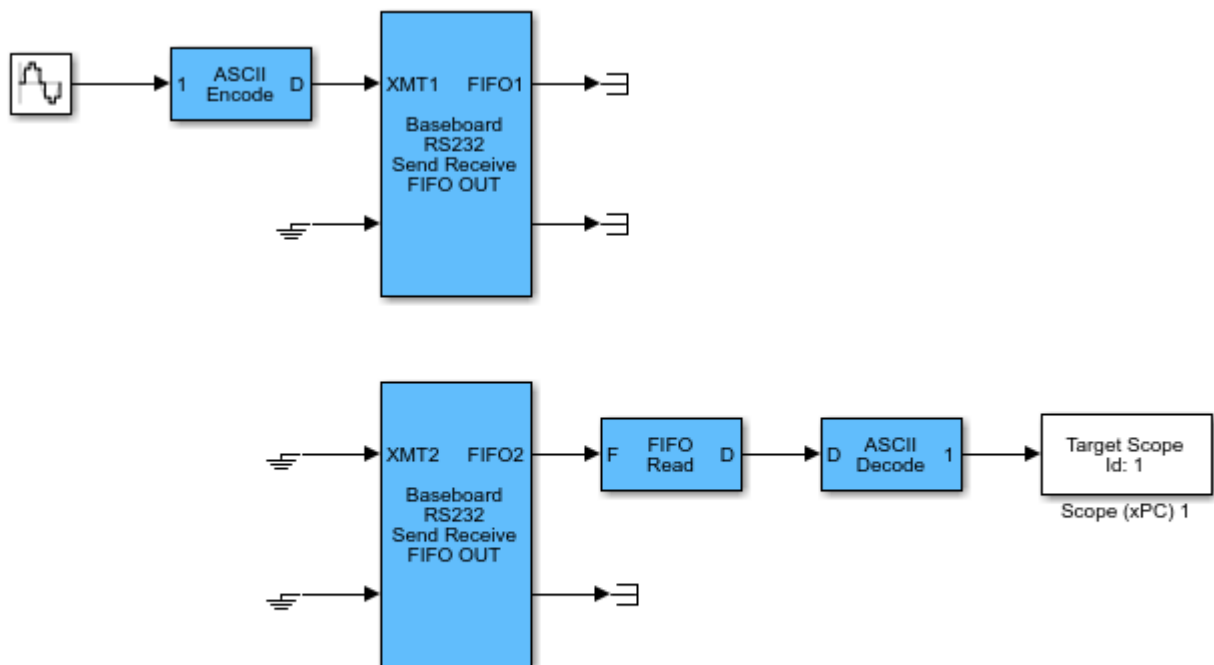 1 ASCII Encode D
XMT1 FIFO1
Baseboard
RS232
Send Receive
FIFO OUT
XMT2 FIFO2
Baseboard
RS232
Send Receive
FIFO OUT
F FIFO Read D
D ASCII Decode 1
Target Scope
Id: 1
Scope (xPC) 1